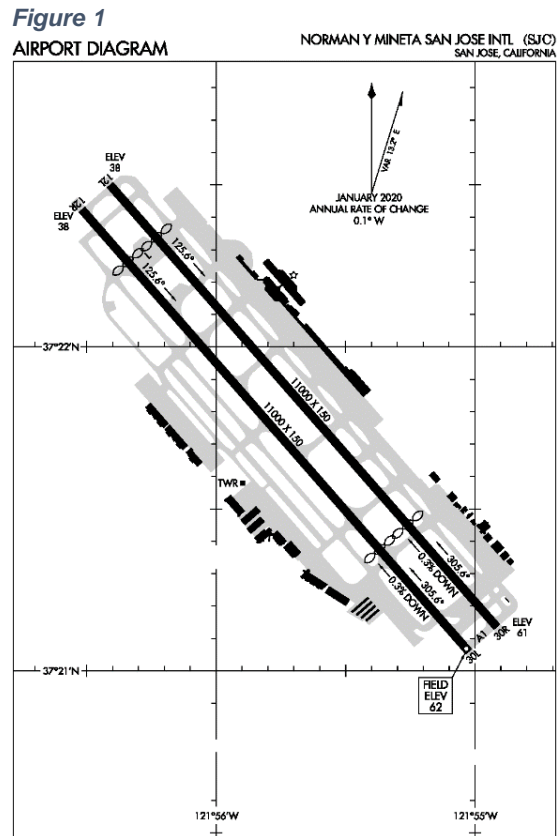 Figure 1
AIRPORT DIAGRAM
NORMAN Y MINETA SAN JOSE INTL (SJC)
SAN JOSE, CALIFORNIA
VAR 13.2° E
JANUARY 2020
ANNUAL RATE OF CHANGE
0.1° W
ELEV
38
12L
12R
ELEV
38
125.6°
125.6°
37°22'N
11000 X 150
11000 X 150
TWR
305.6°
0.3% DOWN
305.6°
0.3% DOWN
A1
30R
30L
ELEV
61
37°21'N
FIELD
ELEV
62
121°56'W
121°55'W